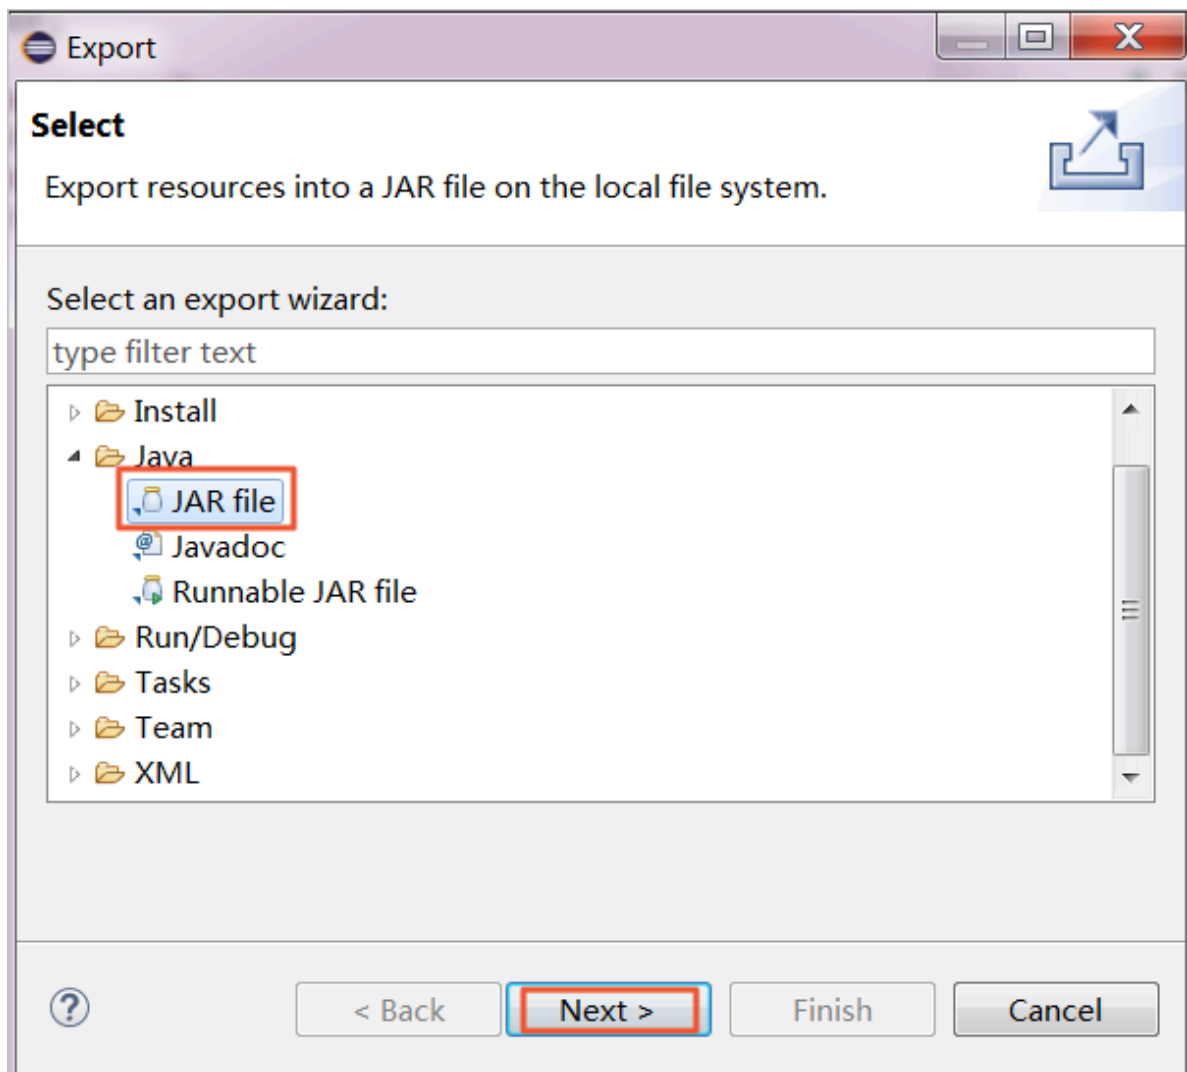 Export
Select
Export resources into a JAR file on the local file system.
Select an export wizard:
type filter text
Install
Java
JAR file
Javadoc
Runnable JAR file
Run/Debug
Tasks
Team
XML
< Back Next > Finish Cancel